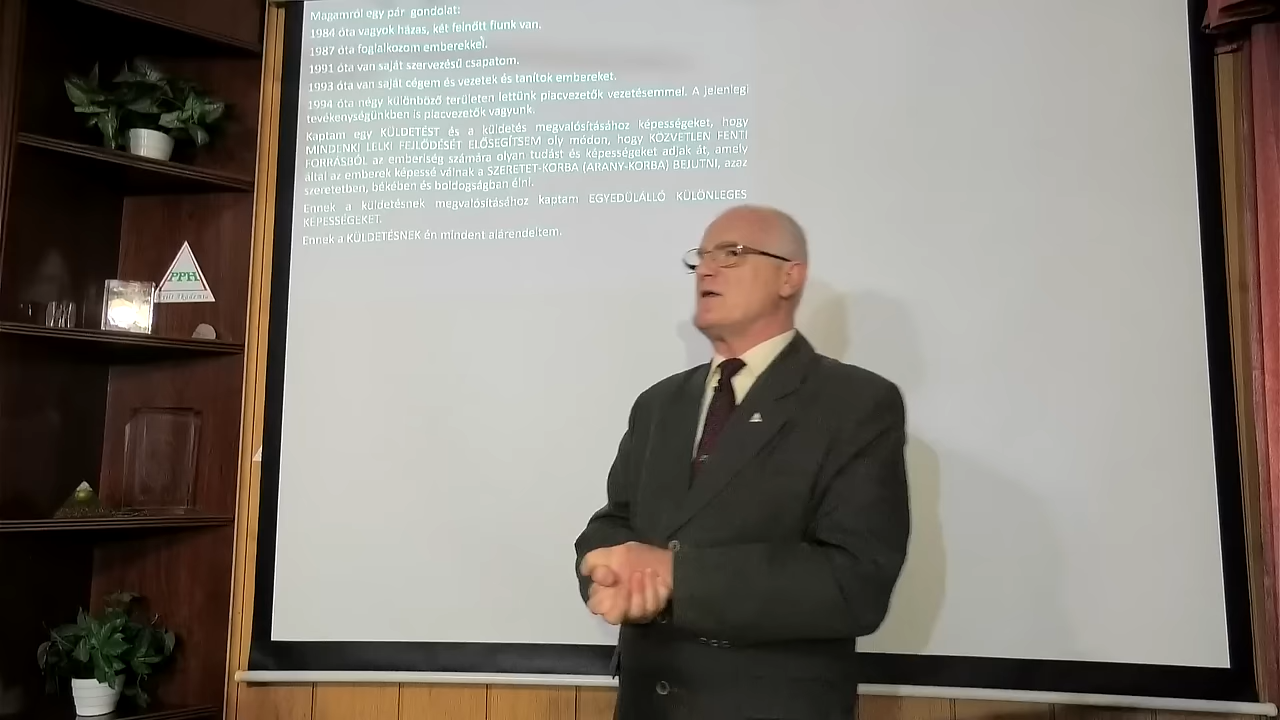 Magamról egy pár gondolat:
1984 óta vagyok házas, két felnőtt fiunk van.
1987 óta foglalkozom emberekkel.
1991 óta van saját szervezésű csapatom.
1993 óta van saját cégem és vezetek és tanítok embereket.
1994 óta négy különböző területen lettünk piacvezetők vezetésemmel. A jelenlegi
tevékenységünkben is piacvezetők vagyunk.
Kaptam egy KÜLDETÉST és a küldetés megvalósításához képességeket, hogy
MINDENKI LELKI FEJLŐDÉSÉT ELŐSEGÍTSEM oly módon, hogy KÖZVETLEN FENTI
FORRÁSBÓL az emberiség számára olyan tudást és képességeket adjak át, amely
által az emberek képessé válnak a SZERETET-KORBA (ARANY-KORBA) BEJUTNI, azaz
szeretetben, békében és boldogságban élni.
Ennek a küldetésnek megvalósításához kaptam EGYEDÜLÁLLÓ KÜLÖNLEGES
KÉPESSÉGEKET.
Ennek a KÜLDETÉSNEK én mindent alárendeltem.
PPH